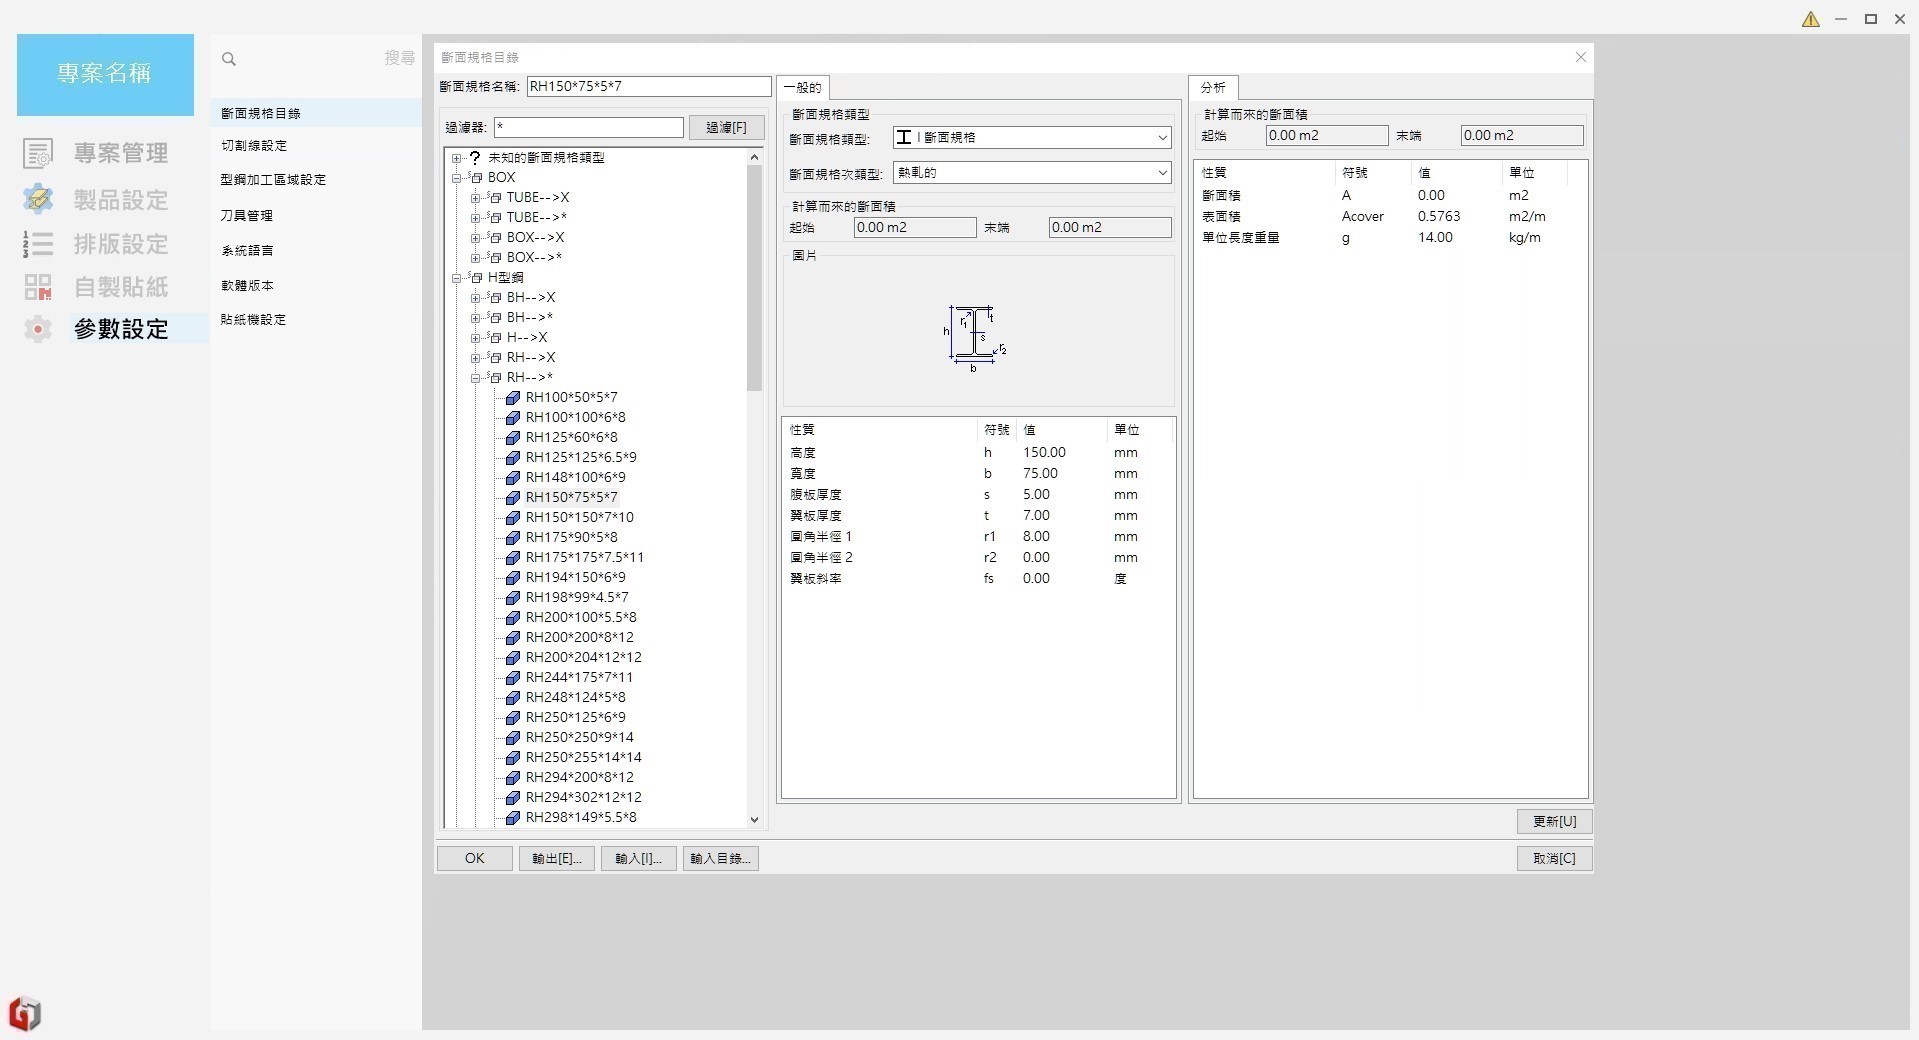 專案名稱
專案管理
製品設定
排版設定
自製貼紙
參數設定
搜尋
斷面規格目錄
切割線設定
型鋼加工區域設定
刀具管理
系統語言
軟體版本
貼紙機設定
斷面規格目錄
斷面規格名稱: RH150*75*5*7
過濾器: * 過濾[F]
未知的斷面規格類型
BOX
TUBE-->X
TUBE-->*
BOX-->X
BOX-->*
H型鋼
BH-->X
BH-->*
H-->X
RH-->X
RH-->*
RH100*50*5*7
RH100*100*6*8
RH125*60*6*8
RH125*125*6.5*9
RH148*100*6*9
RH150*75*5*7
RH150*150*7*10
RH175*90*5*8
RH175*175*7.5*11
RH194*150*6*9
RH198*99*4.5*7
RH200*100*5.5*8
RH200*200*8*12
RH200*204*12*12
RH244*175*7*11
RH248*124*5*8
RH250*125*6*9
RH250*250*9*14
RH250*255*14*14
RH294*200*8*12
RH294*302*12*12
RH298*149*5.5*8
一般的
斷面規格類型
斷面規格類型: I 斷面規格
斷面規格次類型: 熱軋的
計算而來的斷面積
起始 0.00 m2 末端 0.00 m2
圖片
h r1 t s r2 b
性質 符號 值 單位
高度 h 150.00 mm
寬度 b 75.00 mm
腹板厚度 s 5.00 mm
翼板厚度 t 7.00 mm
圓角半徑 1 r1 8.00 mm
圓角半徑 2 r2 0.00 mm
翼板斜率 fs 0.00 度
分析
計算而來的斷面積
起始 0.00 m2 末端 0.00 m2
性質 符號 值 單位
斷面積 A 0.00 m2
表面積 Acover 0.5763 m2/m
單位長度重量 g 14.00 kg/m
更新[U]
OK 輸出[E]... 輸入[I]... 輸入目錄... 取消[C]